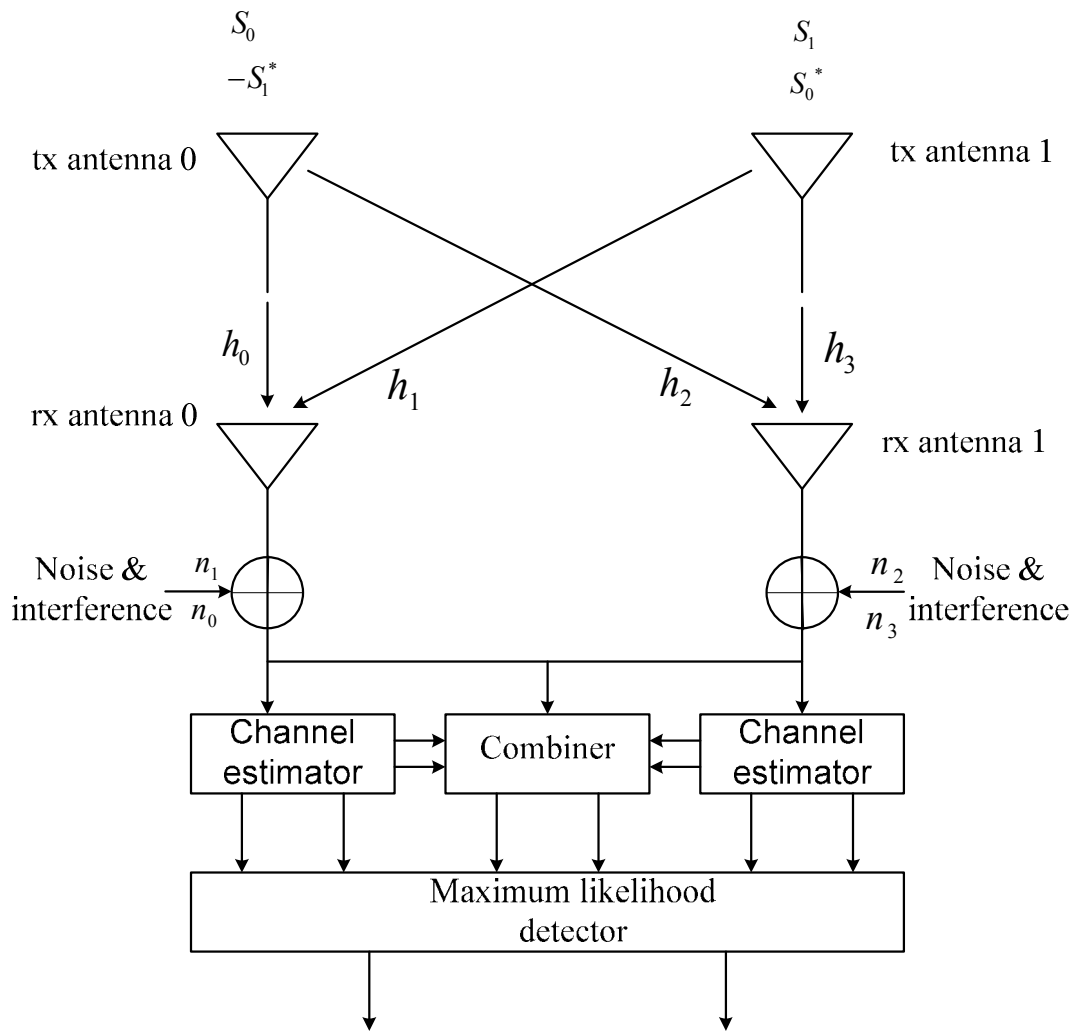 S₀
S₁
−S₁*
S₀*
tx antenna 0
tx antenna 1
h₀
h₁
h₂
h₃
rx antenna 0
rx antenna 1
Noise &
interference
n₁
n₀
n₂
n₃
Noise &
interference
Channel
estimator
Combiner
Channel
estimator
Maximum likelihood
detector